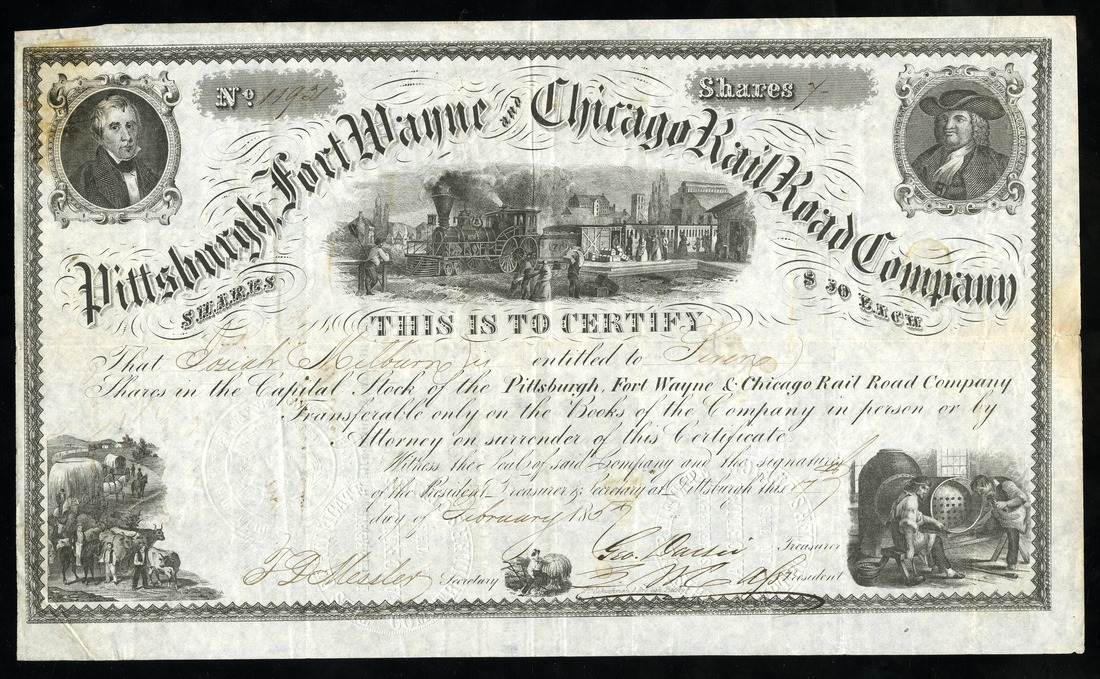 No. 11931
Shares 7
Pittsburgh, Fort Wayne and Chicago Rail Road Company
SHARES
$50 EACH
THIS IS TO CERTIFY
That Josiah Milburn is entitled to Seven
Shares in the Capital Stock of the Pittsburgh, Fort Wayne & Chicago Rail Road Company
Transferable only on the Books of the Company in person or by
Attorney on surrender of this Certificate
Witness the Seal of said Company and the signatures
of the President Treasurer & Secretary at Pittsburgh this
day of February 1857
Geo. Darsie Treasurer
J D Messler Secretary
President